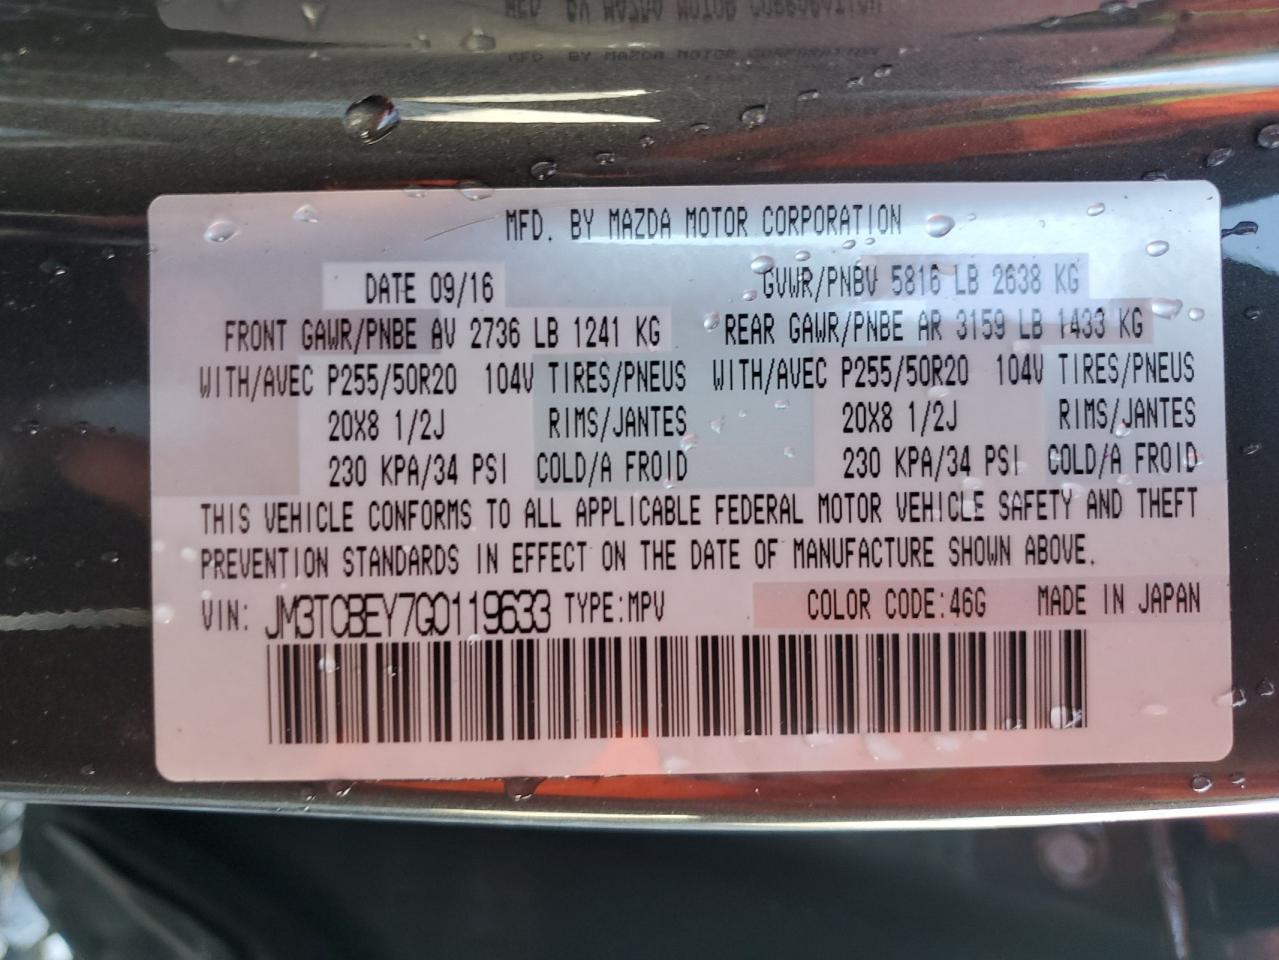 MFD. BY MAZDA MOTOR CORPORATION
DATE 09/16 GVWR/PNBV 5816 LB 2638 KG
FRONT GAWR/PNBE AV 2736 LB 1241 KG REAR GAWR/PNBE AR 3159 LB 1433 KG
WITH/AVEC P255/50R20 104V TIRES/PNEUS WITH/AVEC P255/50R20 104V TIRES/PNEUS
20X8 1/2J RIMS/JANTES 20X8 1/2J RIMS/JANTES
230 KPA/34 PSI COLD/A FROID 230 KPA/34 PSI COLD/A FROID
THIS VEHICLE CONFORMS TO ALL APPLICABLE FEDERAL MOTOR VEHICLE SAFETY AND THEFT
PREVENTION STANDARDS IN EFFECT ON THE DATE OF MANUFACTURE SHOWN ABOVE.
VIN: JM3TCBEY7G0119633 TYPE:MPV COLOR CODE:46G MADE IN JAPAN